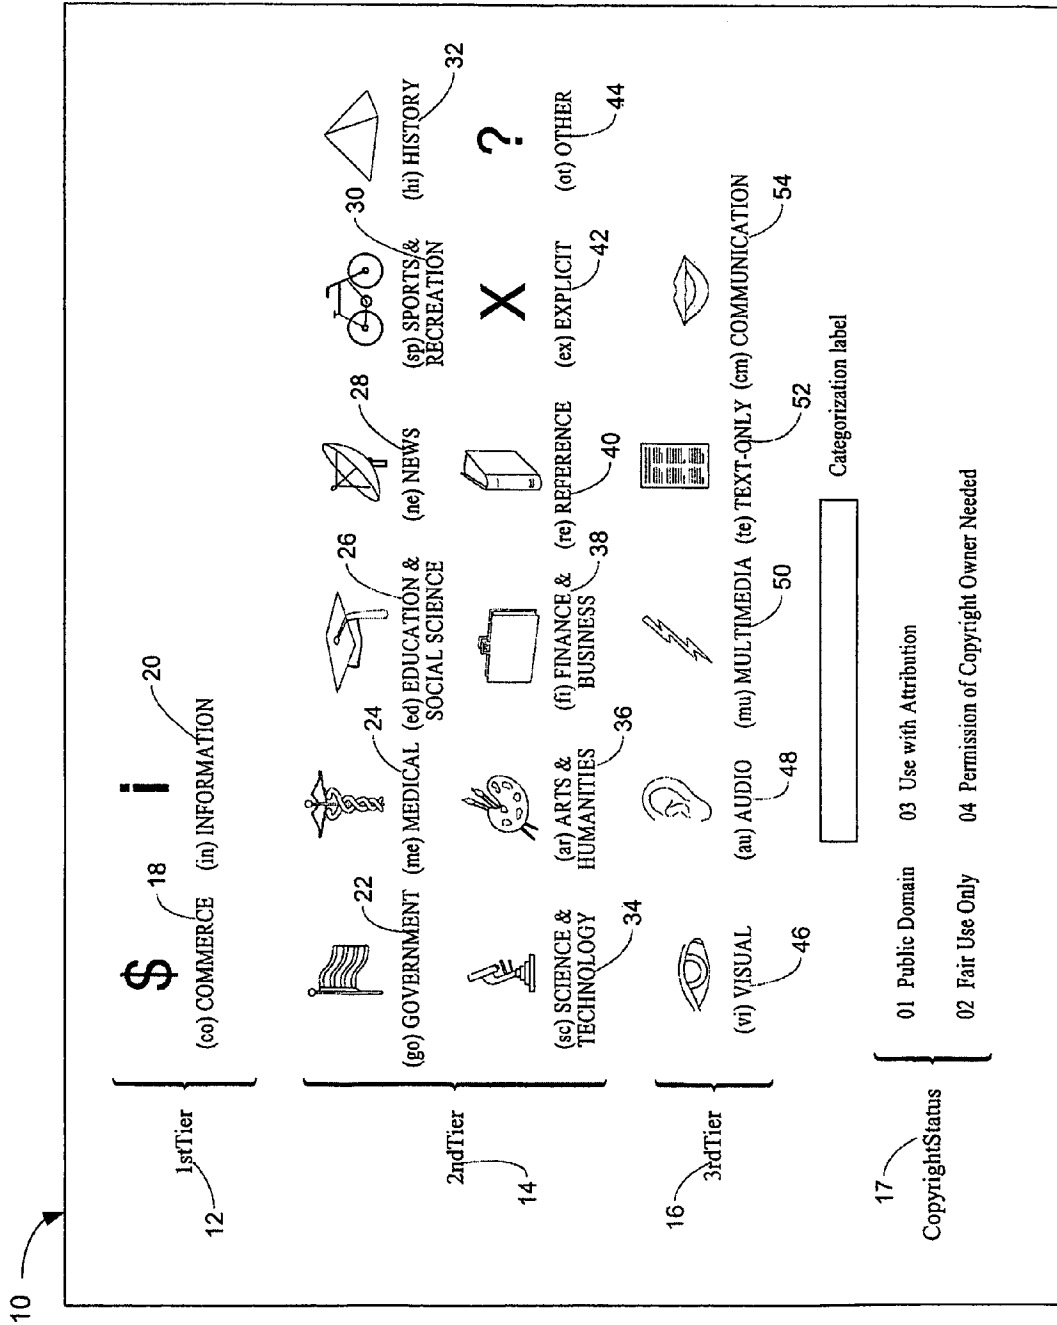 10
1stTier
12
$
i
18
20
(co) COMMERCE (in) INFORMATION
2ndTier
14
22
24
26
28
30
32
(go) GOVERNMENT (me) MEDICAL (ed) EDUCATION & SOCIAL SCIENCE (ne) NEWS (sp) SPORTS & RECREATION (hi) HISTORY
X
?
(sc) SCIENCE & TECHNOLOGY (ar) ARTS & HUMANITIES (fi) FINANCE & BUSINESS (re) REFERENCE (ex) EXPLICIT (ot) OTHER
34
36
38
40
42
44
16
3rdTier
(vi) VISUAL (au) AUDIO (mu) MULTIMEDIA (te) TEXT-ONLY (cm) COMMUNICATION
46
48
50
52
54
Categorization label
17
CopyrightStatus
01 Public Domain 03 Use with Attribution
02 Fair Use Only 04 Permission of Copyright Owner Needed